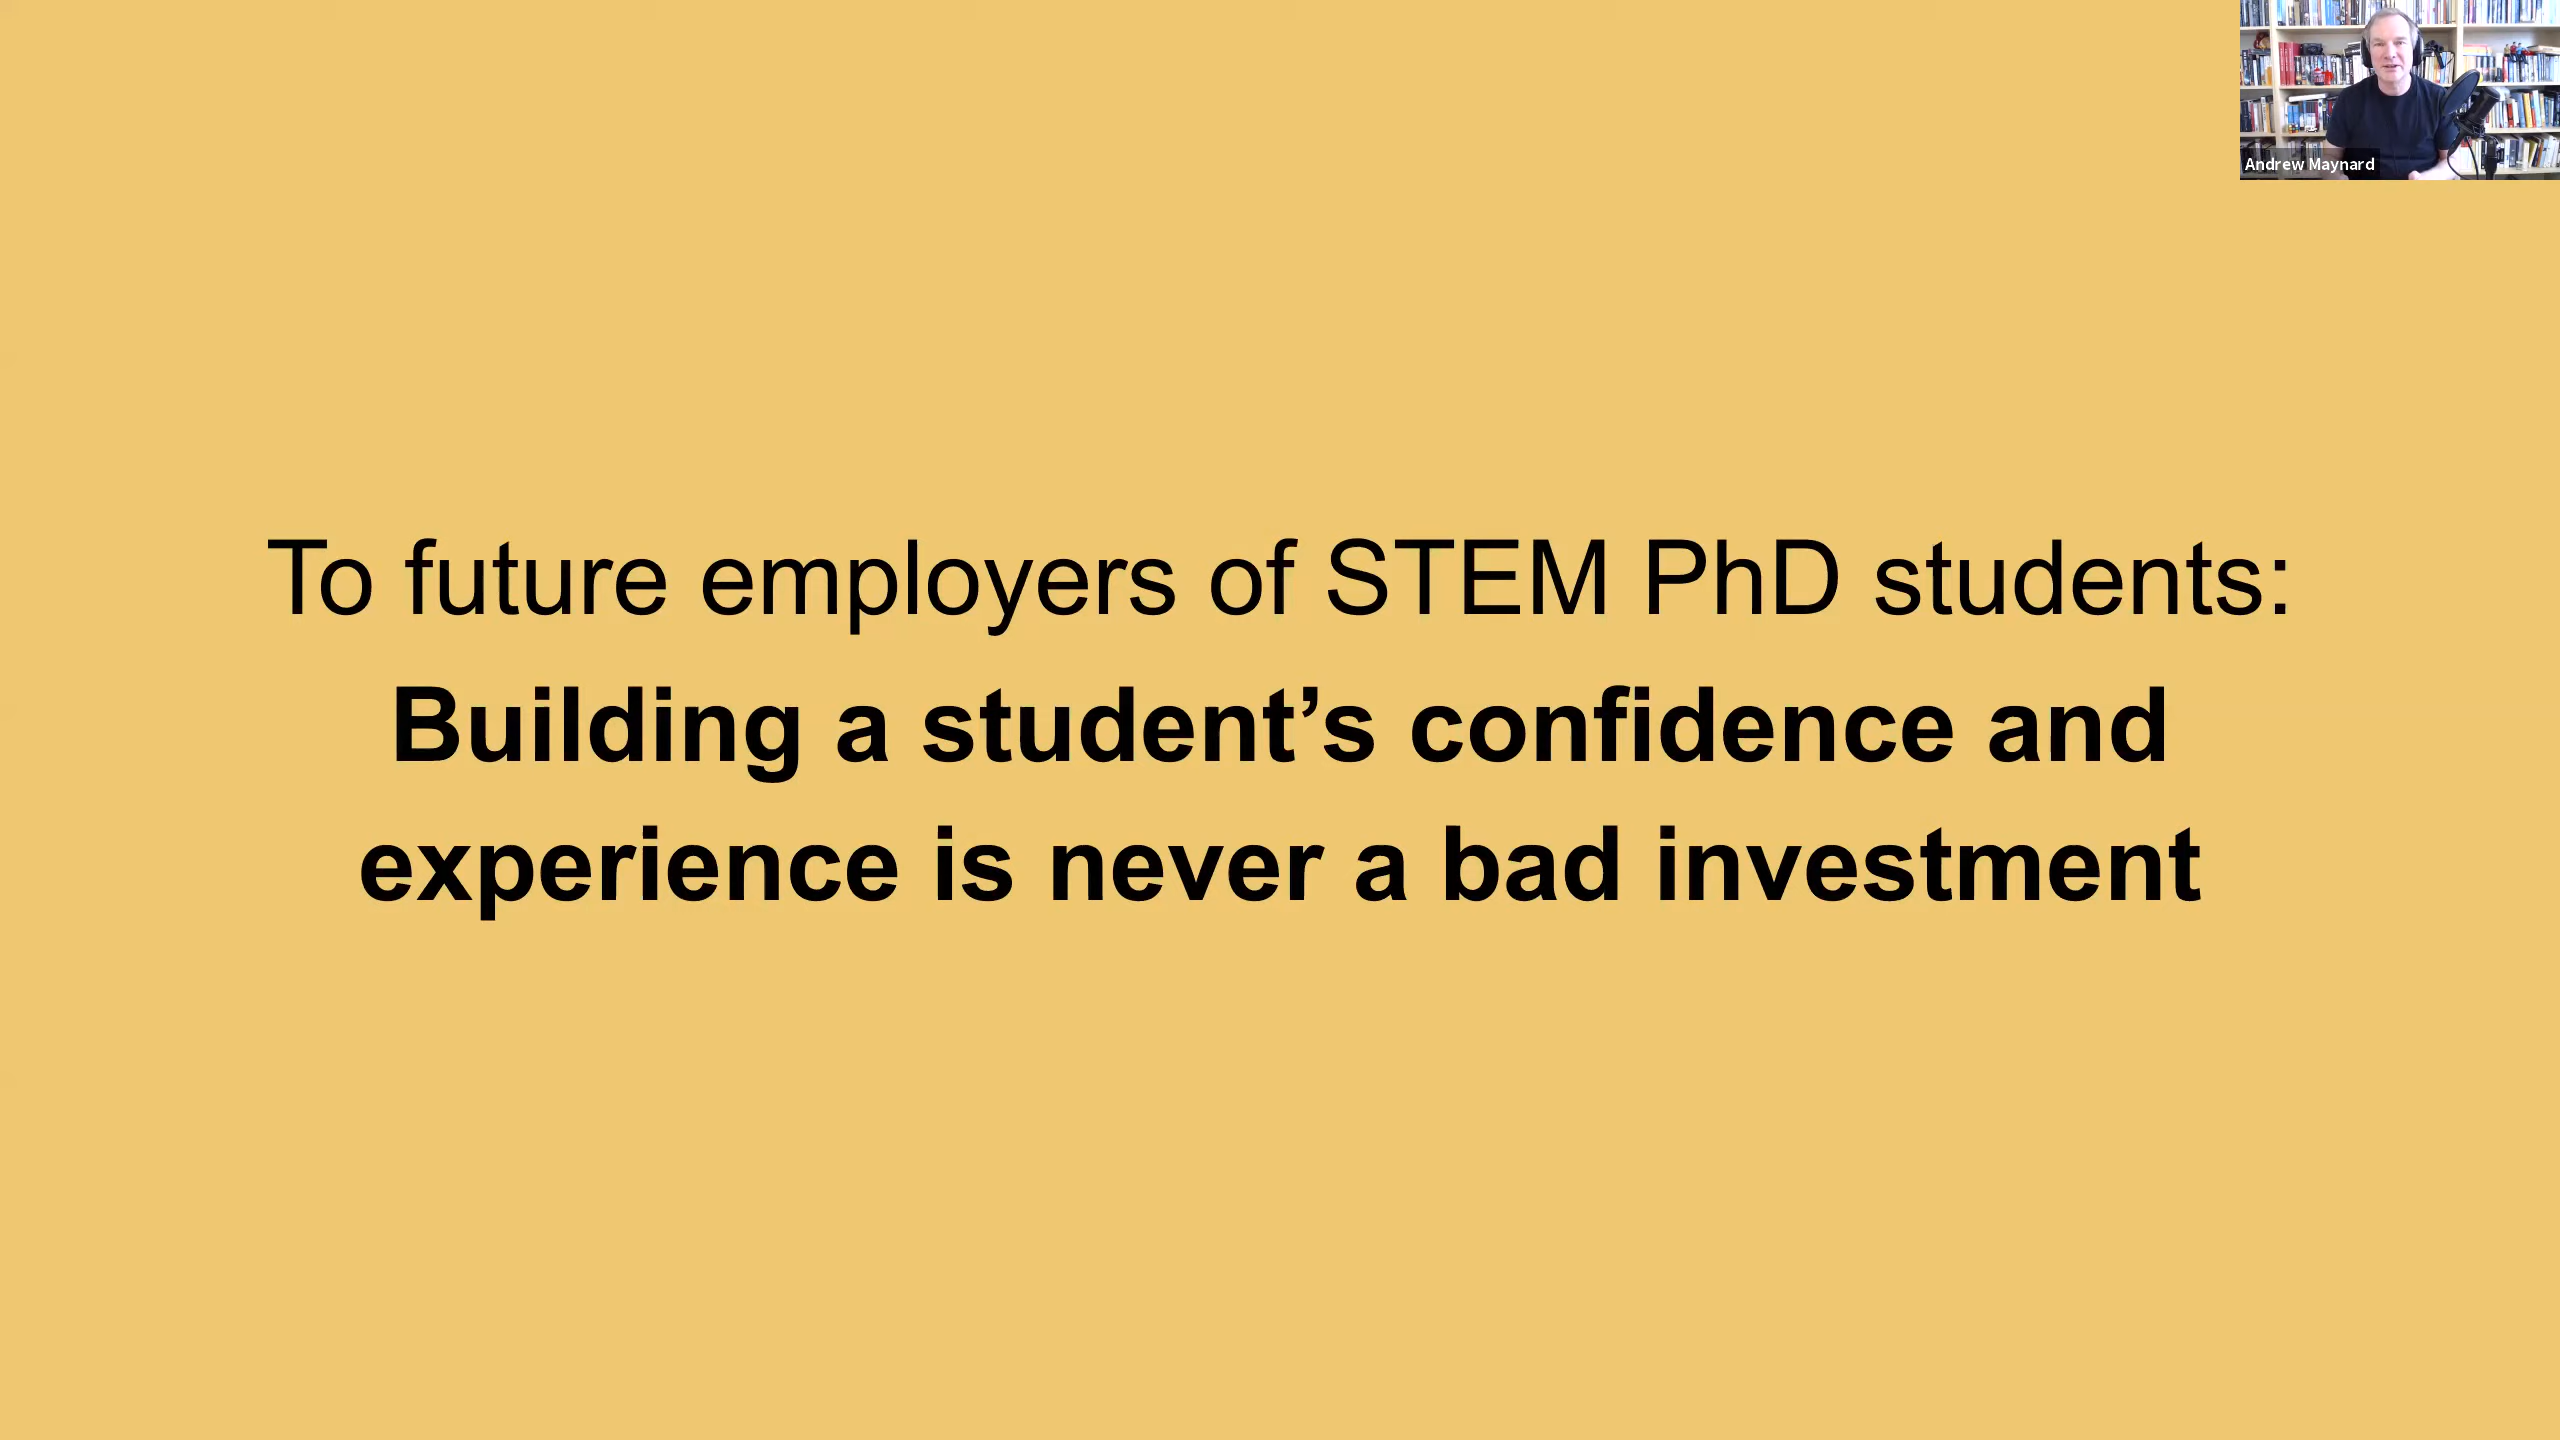 Andrew Maynard
To future employers of STEM PhD students:
Building a student’s confidence and
experience is never a bad investment